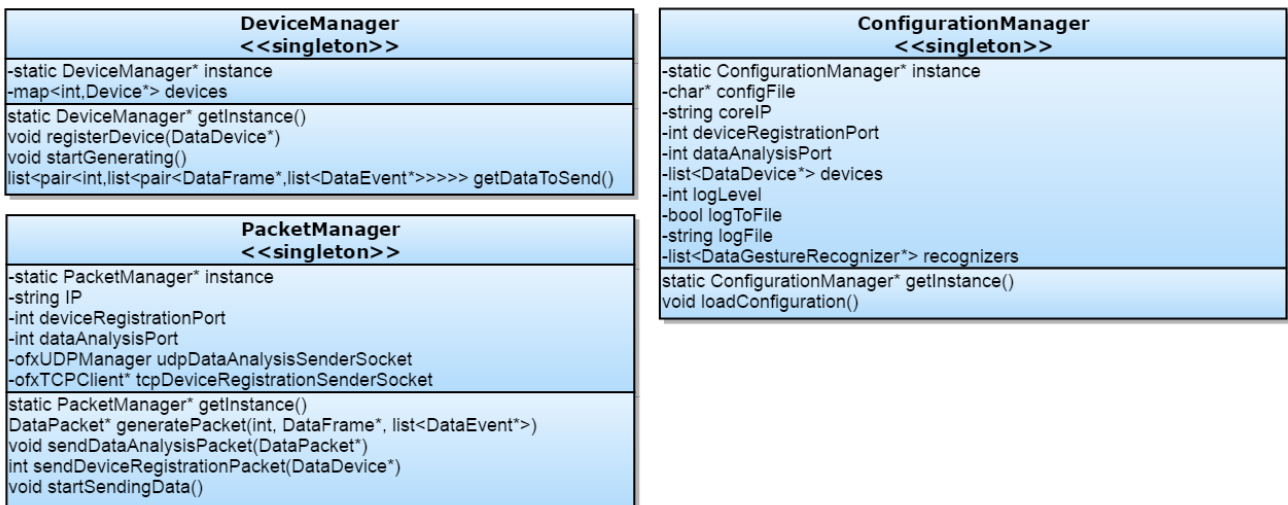 DeviceManager
<<singleton>>
-static DeviceManager* instance
-map<int,Device*> devices
static DeviceManager* getInstance()
void registerDevice(DataDevice*)
void startGenerating()
list<pair<int,list<pair<DataFrame*,list<DataEvent*>>>>> getDataToSend()
PacketManager
<<singleton>>
-static PacketManager* instance
-string IP
-int deviceRegistrationPort
-int dataAnalysisPort
-ofxUDPManager udpDataAnalysisSenderSocket
-ofxTCPClient* tcpDeviceRegistrationSenderSocket
static PacketManager* getInstance()
DataPacket* generatePacket(int, DataFrame*, list<DataEvent*>)
void sendDataAnalysisPacket(DataPacket*)
int sendDeviceRegistrationPacket(DataDevice*)
void startSendingData()
ConfigurationManager
<<singleton>>
-static ConfigurationManager* instance
-char* configFile
-string coreIP
-int deviceRegistrationPort
-int dataAnalysisPort
-list<DataDevice*> devices
-int logLevel
-bool logToFile
-string logFile
-list<DataGestureRecognizer*> recognizers
static ConfigurationManager* getInstance()
void loadConfiguration()